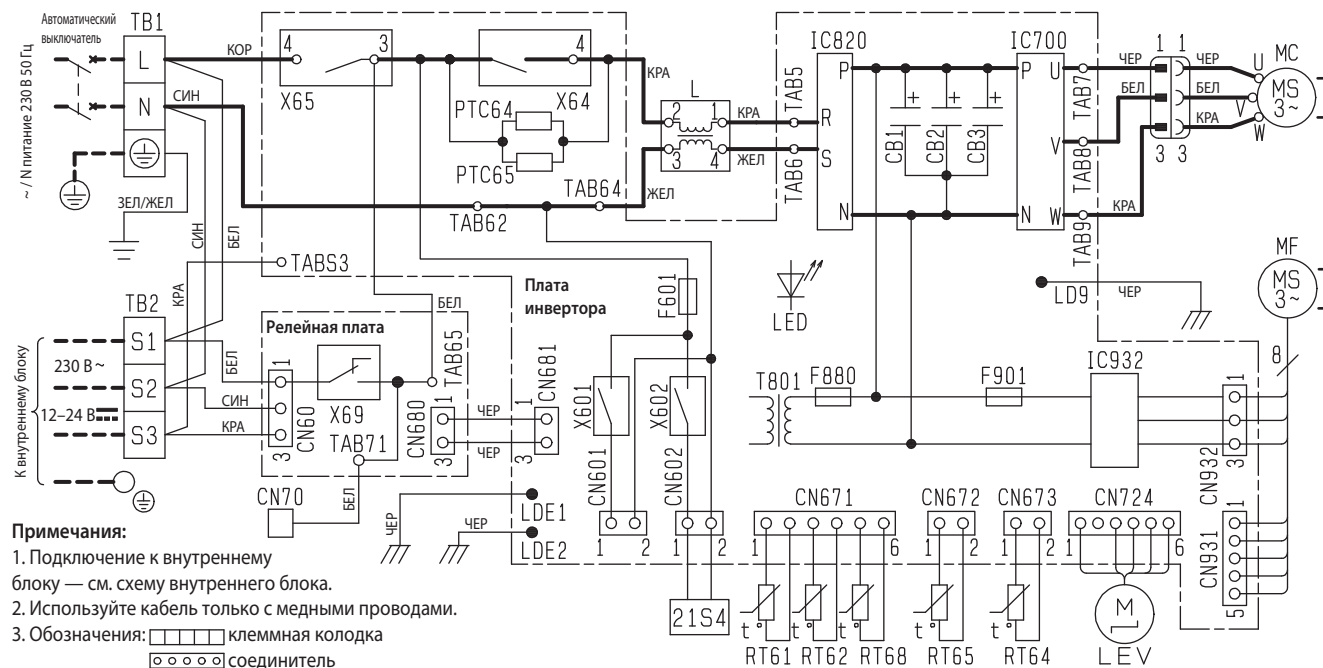 Автоматический
выключатель
~ / N питание 230 В 50 Гц
TB1
L
N
КОР
СИН
ЗЕЛ/ЖЕЛ
СИН
БЕЛ
КРА
4
3
X65
4
X64
PTC64
PTC65
TAB62
TAB64
КРА
ЖЕЛ
L
2
1
3
4
КРА
ЖЕЛ
TAB5
TAB6
IC820
P
R
S
N
CB1
CB2
CB3
+
+
+
IC700
P
U
V
N
W
TAB7
TAB8
TAB9
ЧЕР
БЕЛ
КРА
1
1
3
3
ЧЕР
БЕЛ
КРА
MC
U
V
W
MS
3~
MF
MS
3~
8
TABS3
Плата
инвертора
F601
LED
LD9
ЧЕР
TB2
S1
S2
S3
К внутреннему блоку
230 В ~
12–24 В
Релейная плата
БЕЛ
СИН
КРА
1
3
CN60
X69
TAB71
БЕЛ
TAB65
CN680
1
3
ЧЕР
ЧЕР
CN681
1
3
CN70
БЕЛ
ЧЕР
ЧЕР
LDE1
LDE2
X601
X602
CN601
CN602
1
2
1
2
21S4
T801
F880
F901
IC932
CN932
1
3
CN931
1
5
CN671
1
6
CN672
1
2
CN673
1
2
CN724
1
6
t°
t°
t°
t°
t°
RT61
RT62
RT68
RT65
RT64
M
LEV
Примечания:
1. Подключение к внутреннему
блоку — см. схему внутреннего блока.
2. Используйте кабель только с медными проводами.
3. Обозначения:
клеммная колодка
соединитель